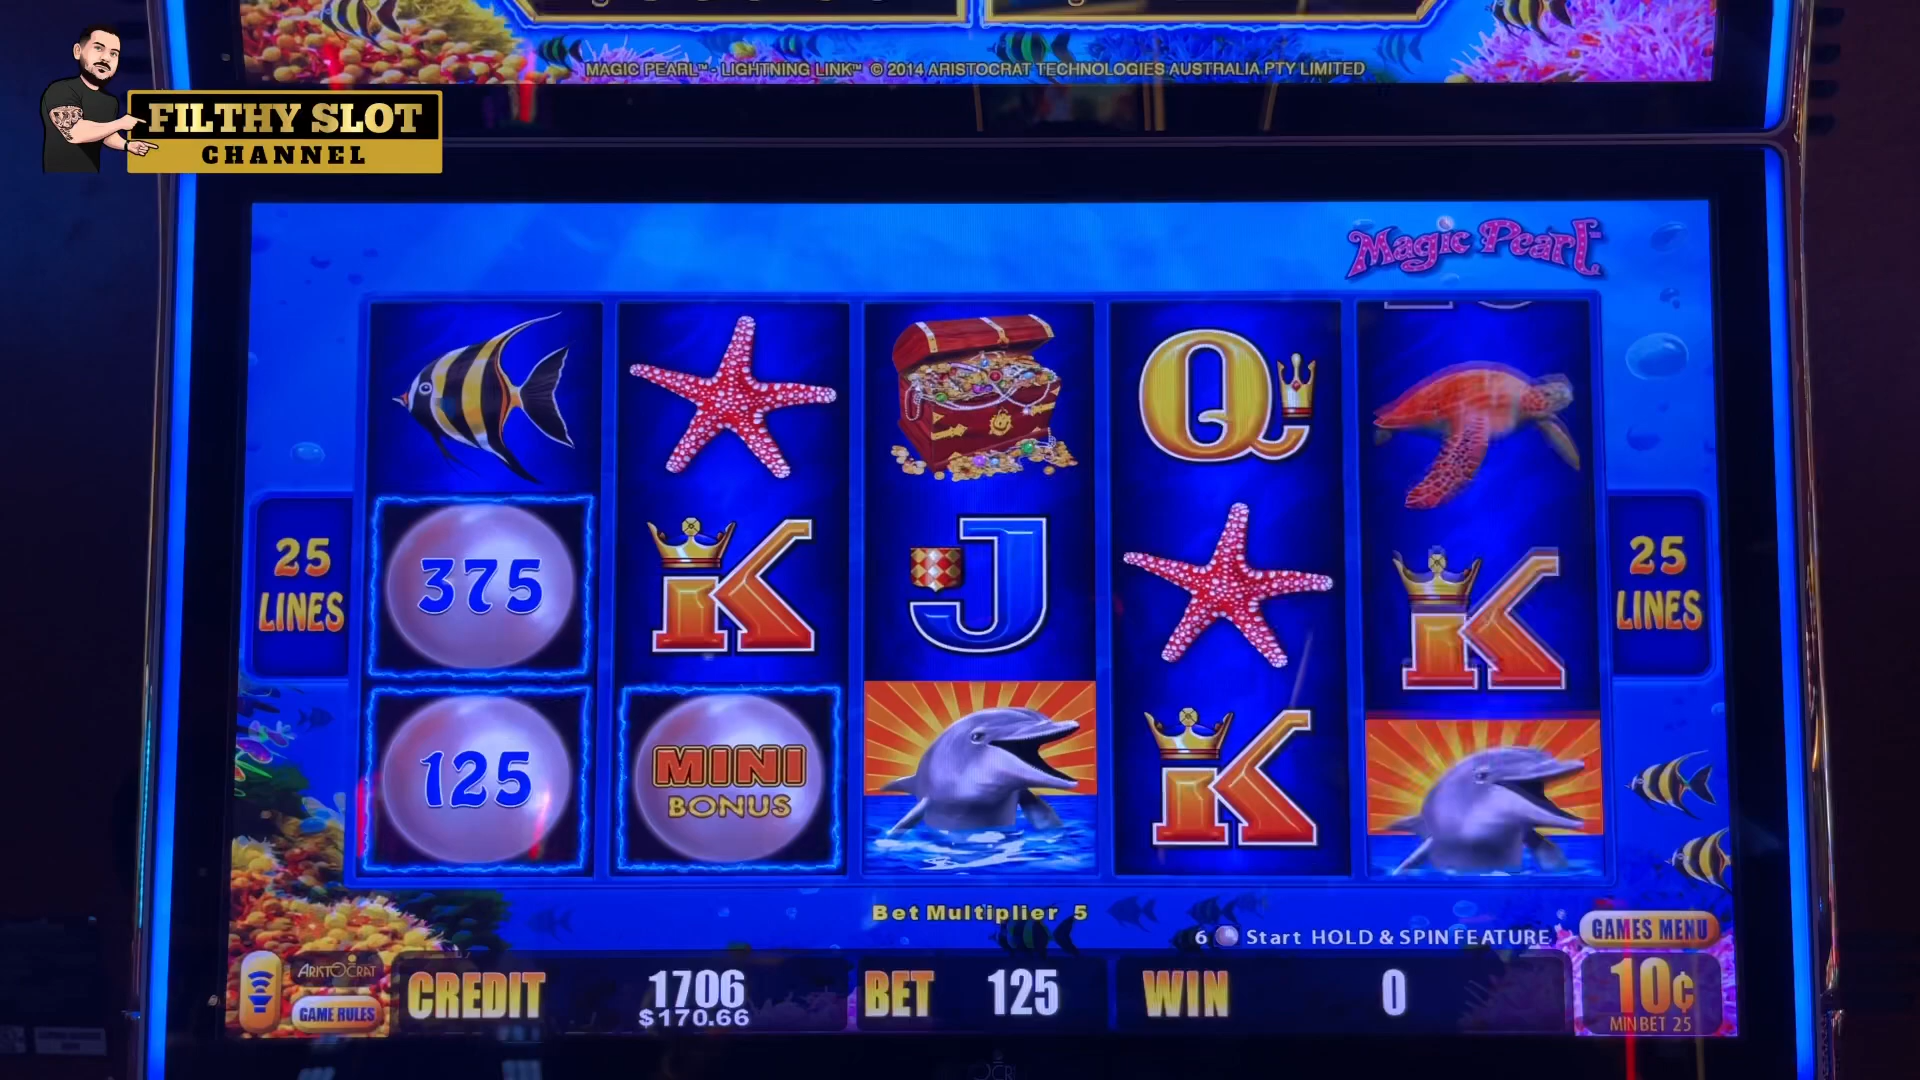 MAGIC PEARL™ - LIGHTNING LINK™ © 2014 ARISTOCRAT TECHNOLOGIES AUSTRALIA PTY LIMITED
FILTHY SLOT
CHANNEL
Magic Pearl
Q
25
LINES
375
K
J
K
25
LINES
125
MINI
BONUS
K
Bet Multiplier 5
6 Start HOLD & SPIN FEATURE
GAMES MENU
ARISTOCRAT
GAME RULES
CREDIT
1706
$170.66
BET
125
WIN
0
10¢
MIN BET 25